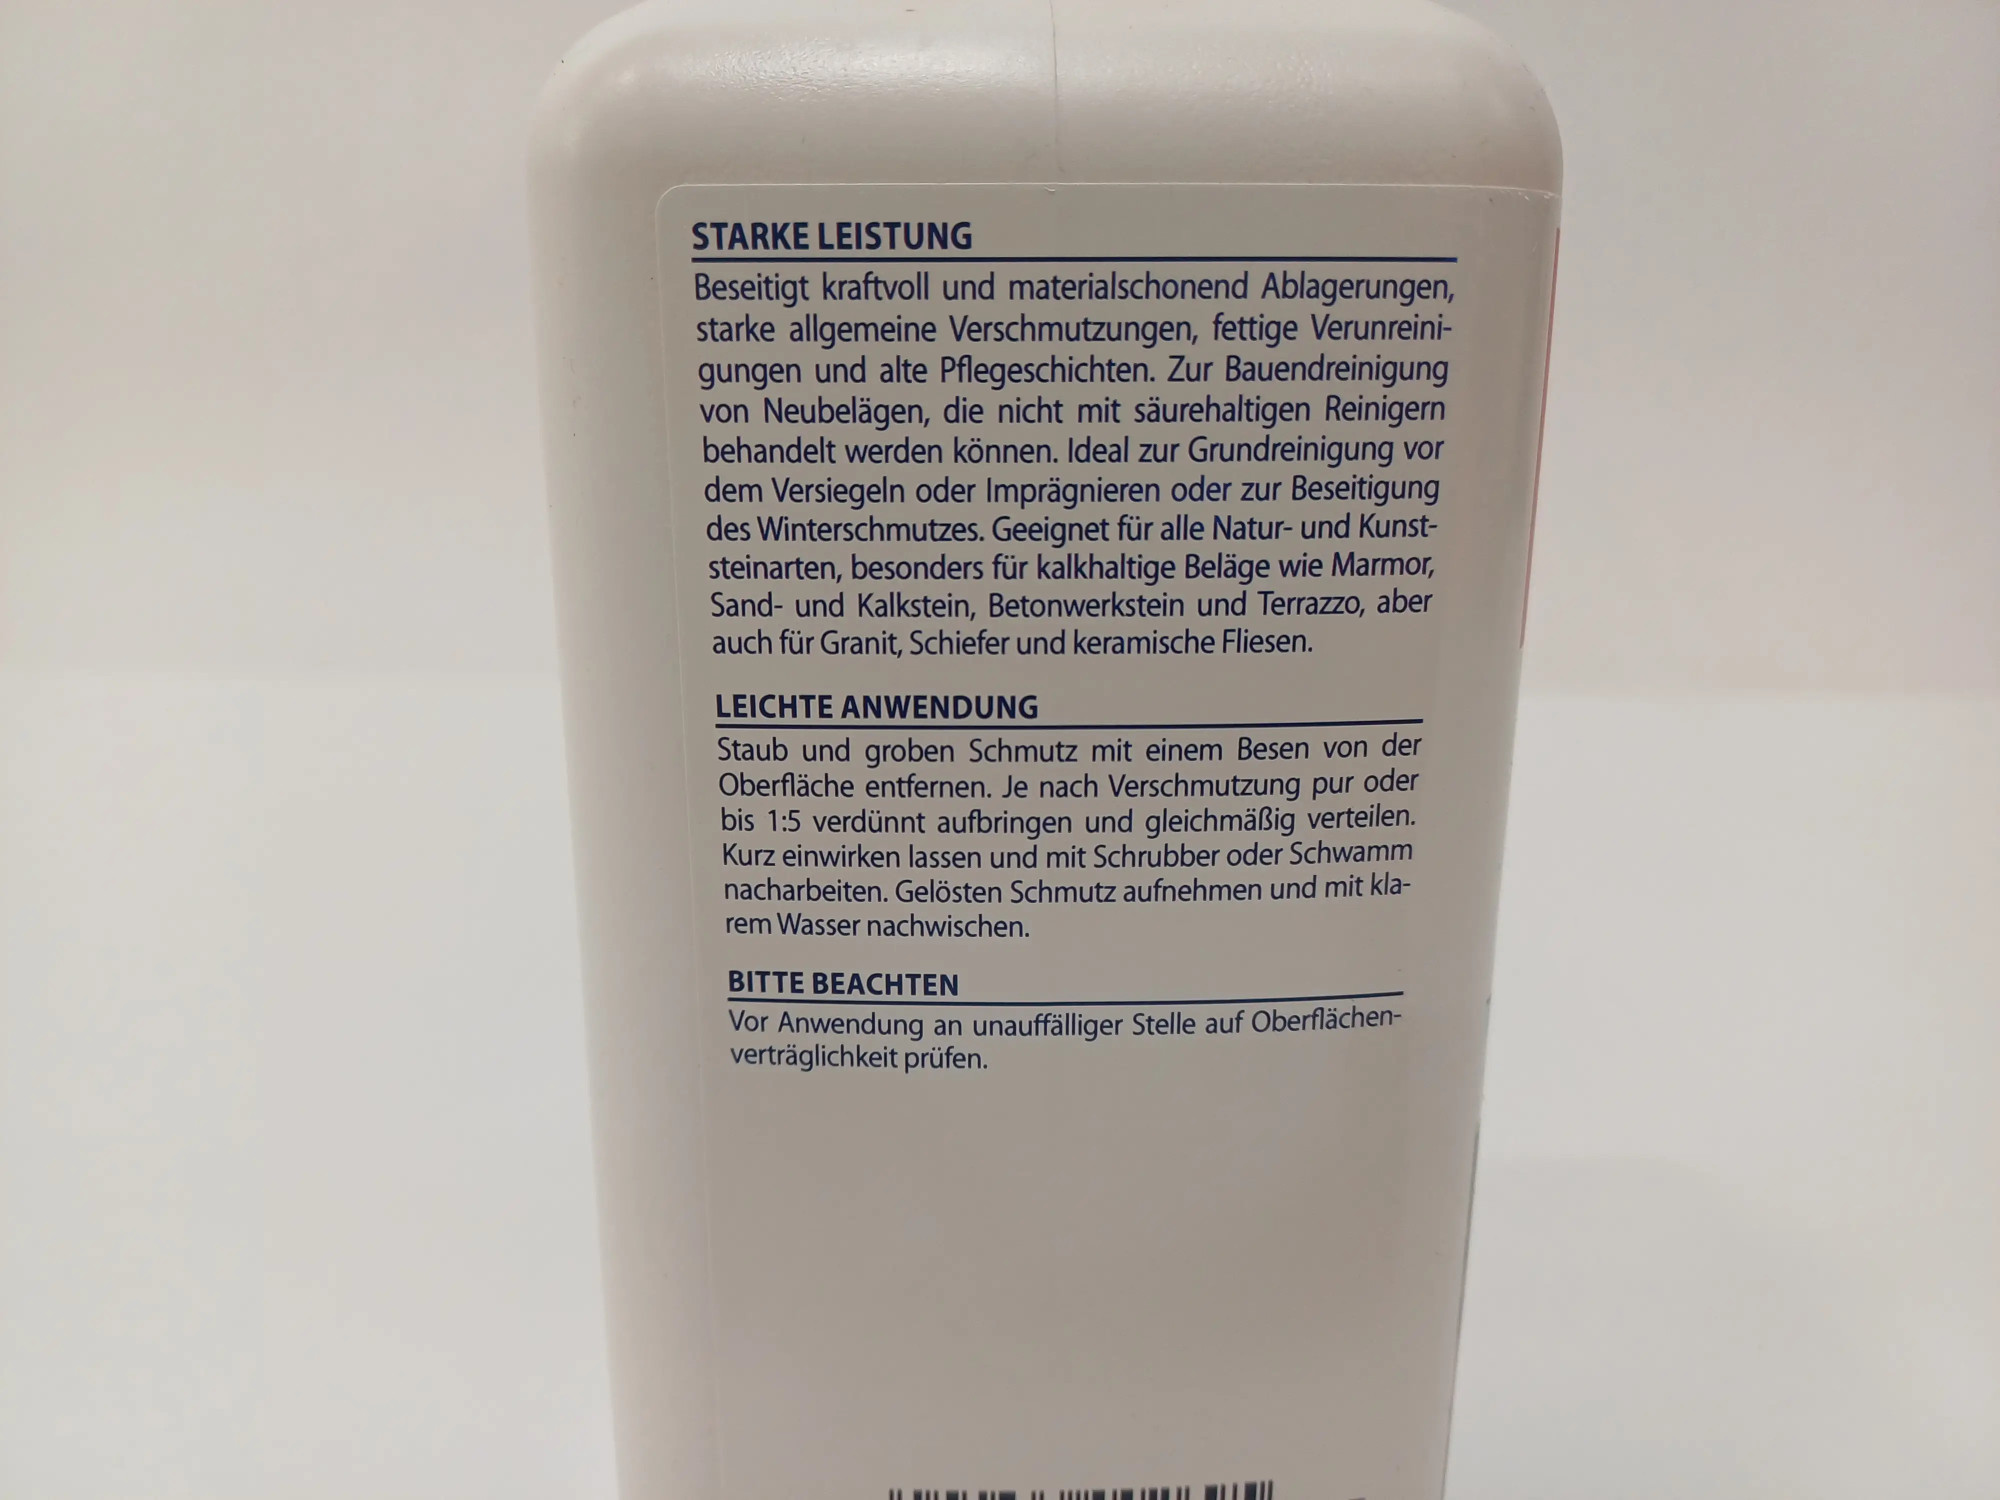 STARKE LEISTUNG
Beseitigt kraftvoll und materialschonend Ablagerungen,
starke allgemeine Verschmutzungen, fettige Verunreini-
gungen und alte Pflegeschichten. Zur Bauendreinigung
von Neubelägen, die nicht mit säurehaltigen Reinigern
behandelt werden können. Ideal zur Grundreinigung vor
dem Versiegeln oder Imprägnieren oder zur Beseitigung
des Winterschmutzes. Geeignet für alle Natur- und Kunst-
steinarten, besonders für kalkhaltige Beläge wie Marmor,
Sand- und Kalkstein, Betonwerkstein und Terrazzo, aber
auch für Granit, Schiefer und keramische Fliesen.
LEICHTE ANWENDUNG
Staub und groben Schmutz mit einem Besen von der
Oberfläche entfernen. Je nach Verschmutzung pur oder
bis 1:5 verdünnt aufbringen und gleichmäßig verteilen.
Kurz einwirken lassen und mit Schrubber oder Schwamm
nacharbeiten. Gelösten Schmutz aufnehmen und mit kla-
rem Wasser nachwischen.
BITTE BEACHTEN
Vor Anwendung an unauffälliger Stelle auf Oberflächen-
verträglichkeit prüfen.